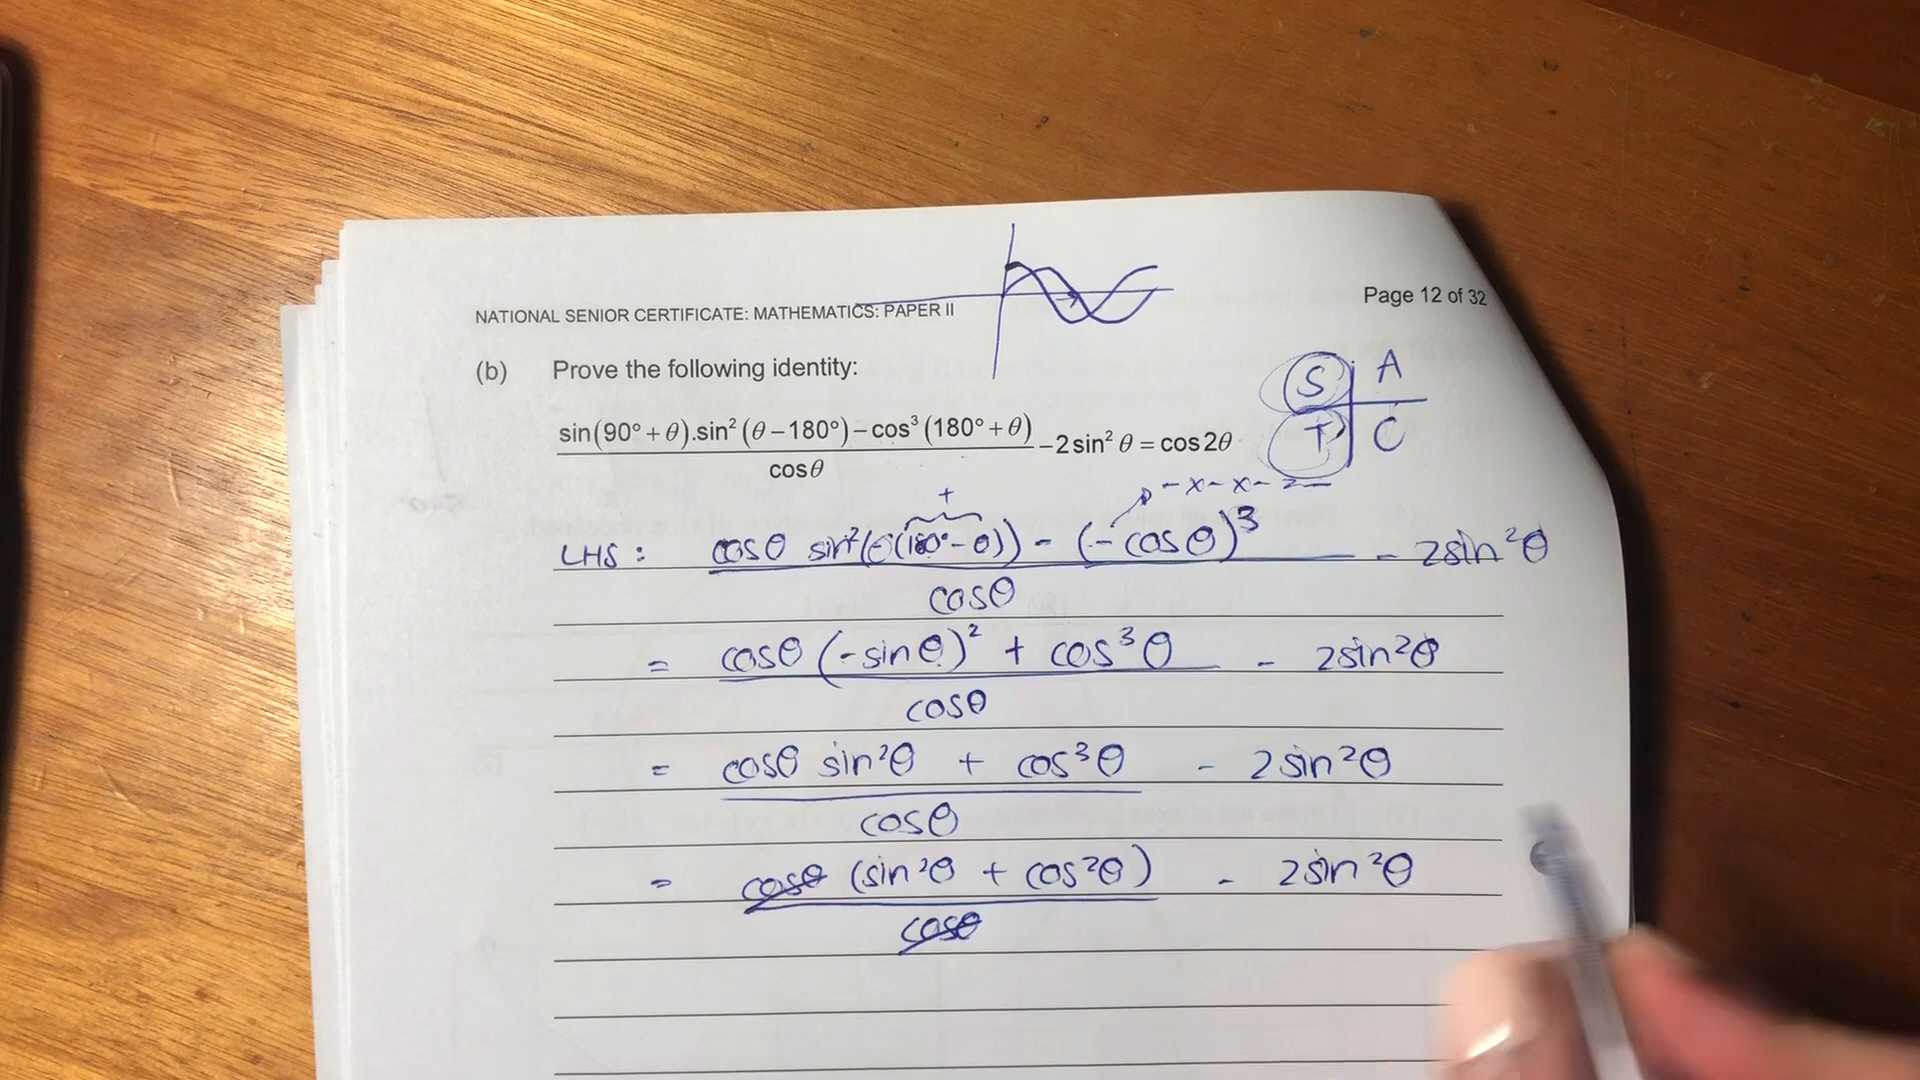 NATIONAL SENIOR CERTIFICATE: MATHEMATICS: PAPER II
Page 12 of 32
(b) Prove the following identity:
S A
T C
sin(90°+θ).sin²(θ−180°)−cos³(180°+θ)
−2sin²θ=cos2θ
cosθ
+
− x − x − = −
LHS: cosθ sin²(-(180°-θ)) - (-cosθ)³ - 2sin²θ
cosθ
= cosθ (-sinθ)² + cos³θ - 2sin²θ
cosθ
= cosθ sin²θ + cos³θ - 2sin²θ
cosθ
= cosθ (sin²θ + cos²θ) - 2sin²θ
cosθ